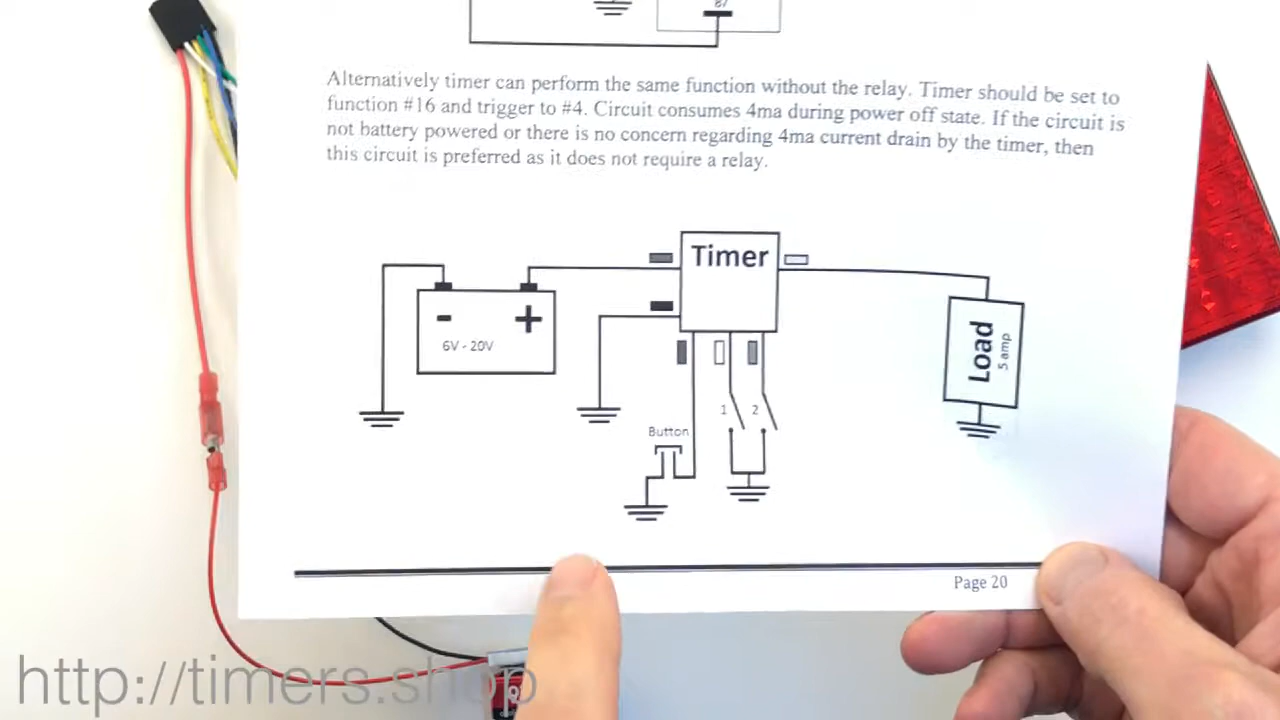 87
Alternatively timer can perform the same function without the relay. Timer should be set to
function #16 and trigger to #4. Circuit consumes 4ma during power off state. If the circuit is
not battery powered or there is no concern regarding 4ma current drain by the timer, then
this circuit is preferred as it does not require a relay.
Timer
- +
6V - 20V
Load
5 amp
1 2
Button
Page 20
http://timers.shop